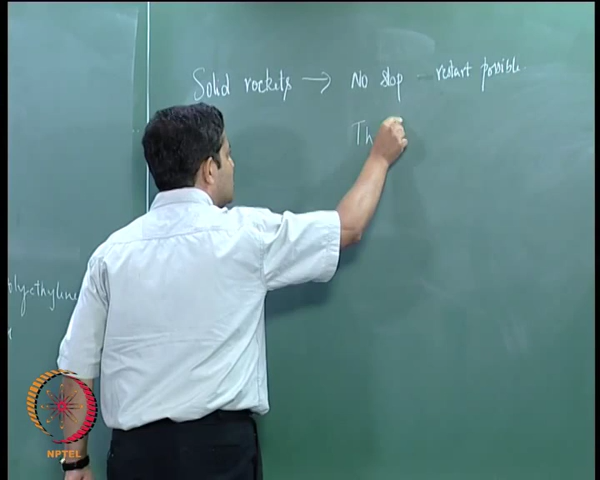 Solid rockets → No stop - restart possible
Th
olyethylene
NPTEL